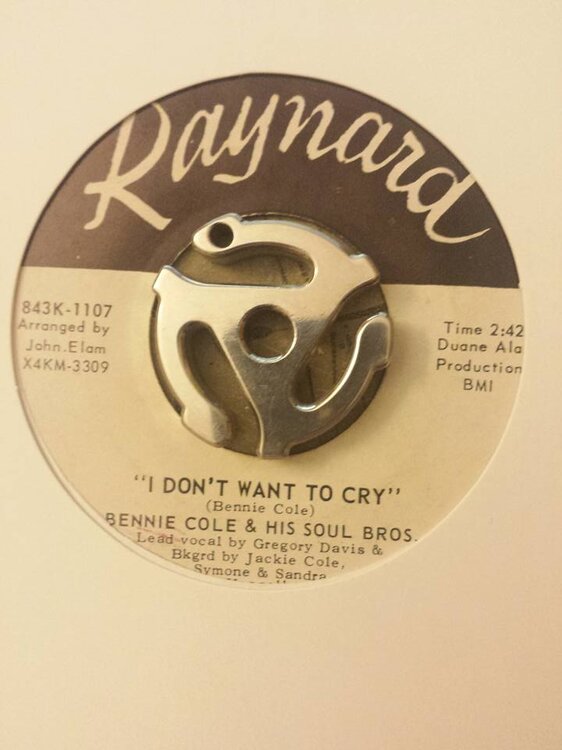 Raynard
843K-1107
Arranged by
John.Elam
X4KM-3309
Time 2:42
Duane Ala
Production
BMI
"I DON'T WANT TO CRY"
(Bennie Cole)
BENNIE COLE & HIS SOUL BROS.
Lead vocal by Gregory Davis &
Bkgrd by Jackie Cole,
Symone & Sandra